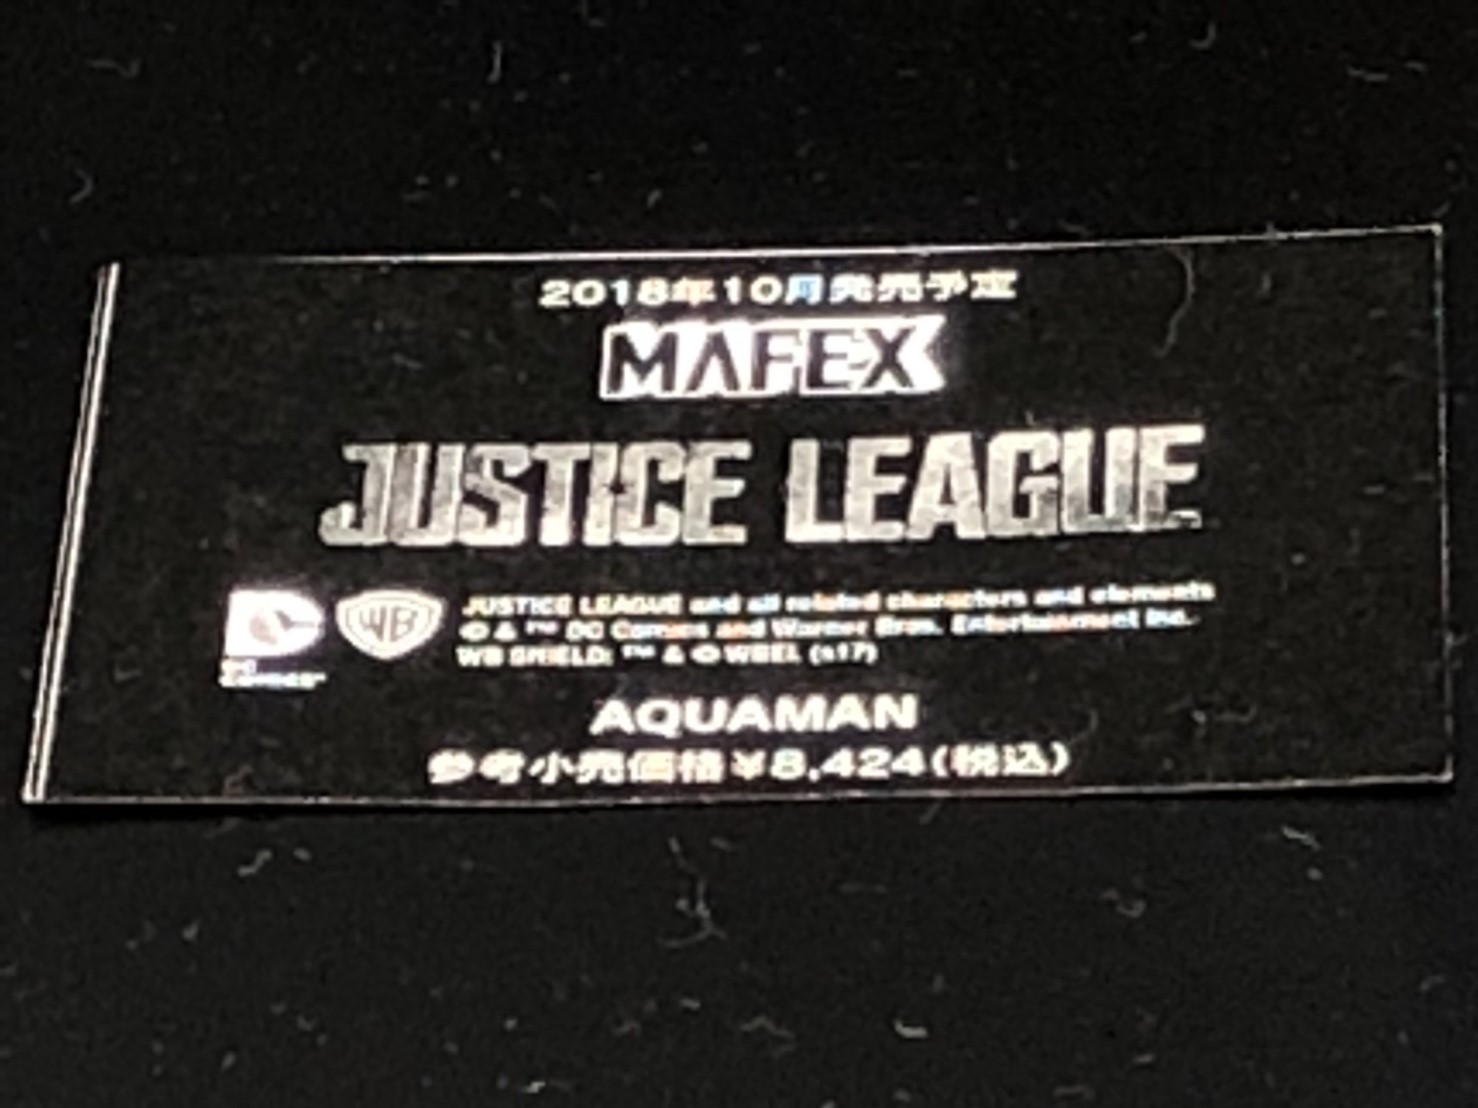 2018年10月発売予定
MAFEX
JUSTICE LEAGUE
JUSTICE LEAGUE and all related characters and elements
© & ™ DC Comics and Warner Bros. Entertainment Inc.
WB SHIELD: ™ & © WBEI. (s17)
WB
AQUAMAN
参考小売価格¥8,424(税込)